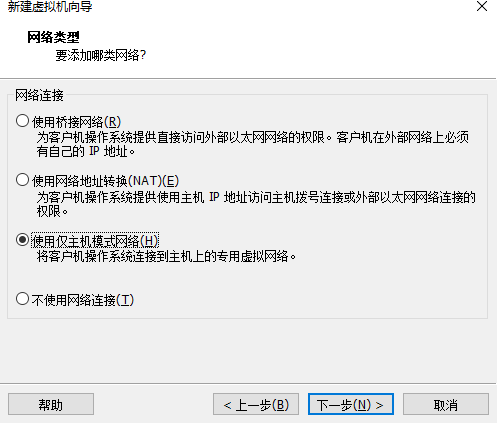 新建虚拟机向导
网络类型
要添加哪类网络?
网络连接
使用桥接网络(R)
为客户机操作系统提供直接访问外部以太网网络的权限。客户机在外部网络上必须
有自己的 IP 地址。
使用网络地址转换(NAT)(E)
为客户机操作系统提供使用主机 IP 地址访问主机拨号连接或外部以太网网络连接的
权限。
使用仅主机模式网络(H)
将客户机操作系统连接到主机上的专用虚拟网络。
不使用网络连接(T)
帮助
< 上一步(B)
下一步(N) >
取消